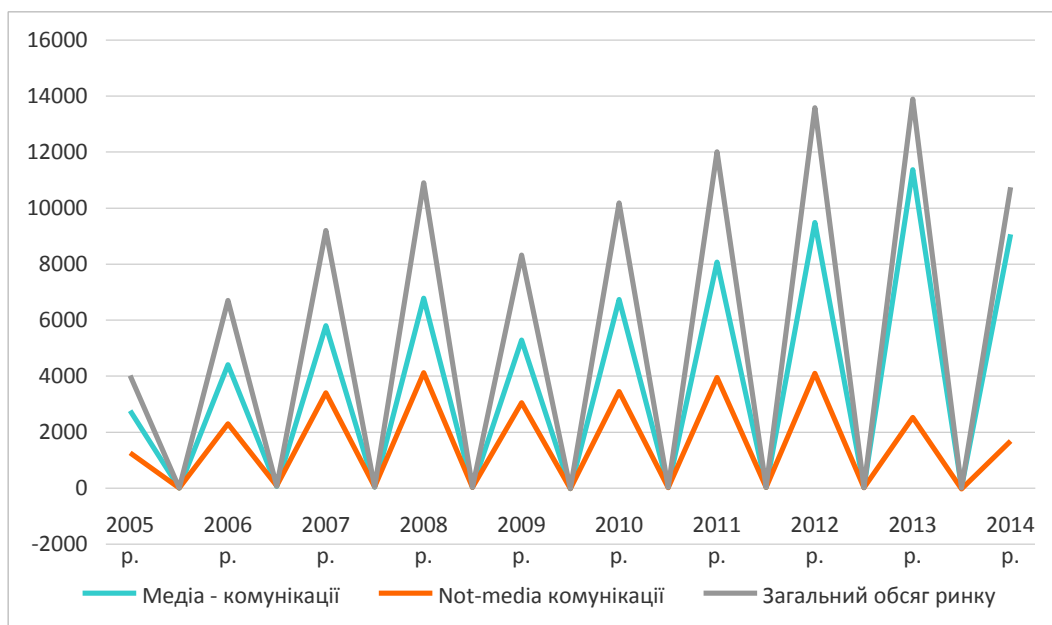 16000
14000
12000
10000
8000
6000
4000
2000
0
-2000
2005 р.
2006 р.
2007 р.
2008 р.
2009 р.
2010 р.
2011 р.
2012 р.
2013 р.
2014 р.
Медіа - комунікації
Not-media комунікації
Загальний обсяг ринку